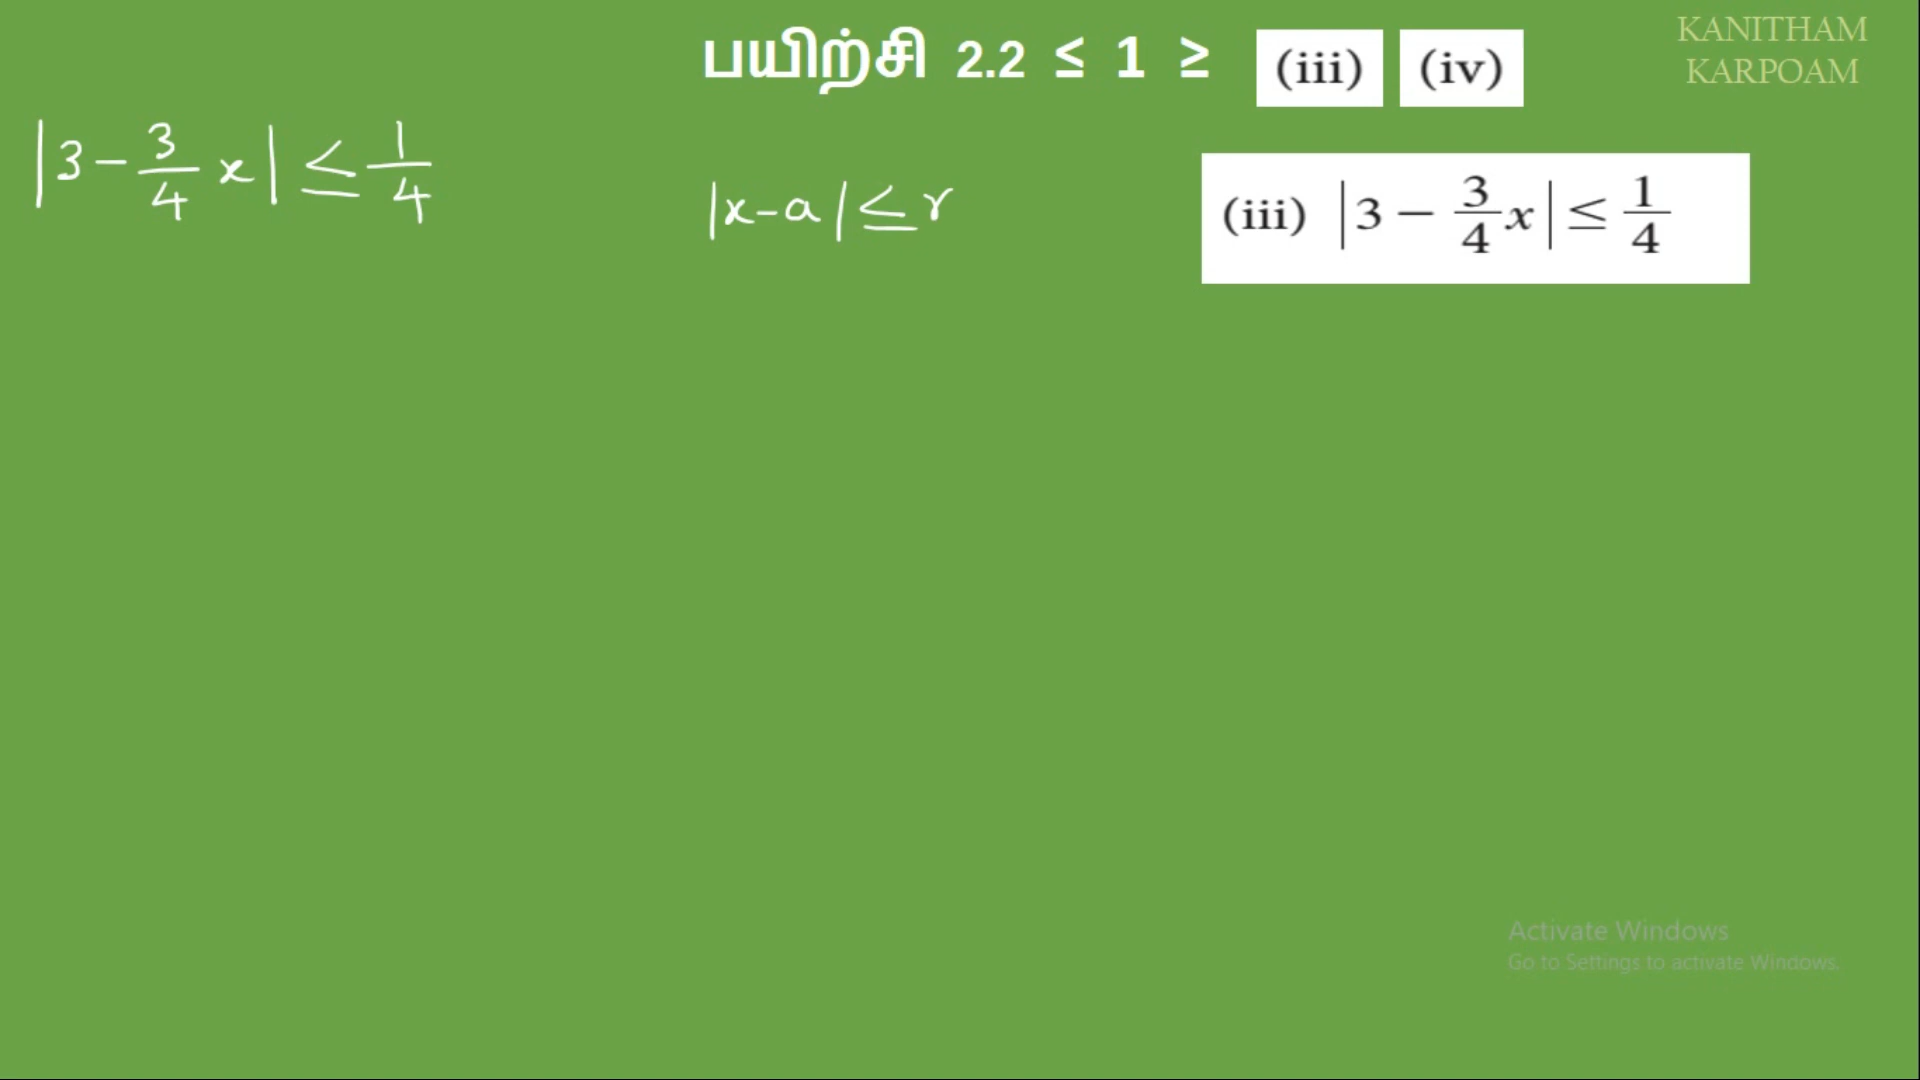 பயிற்சி 2.2 ≤ 1 ≥ (iii) (iv)
KANITHAM
KARPOAM
|3 - 3/4 x| ≤ 1/4
|x-a| ≤ r
(iii) |3 − 3/4 x| ≤ 1/4
Activate Windows
Go to Settings to activate Windows.